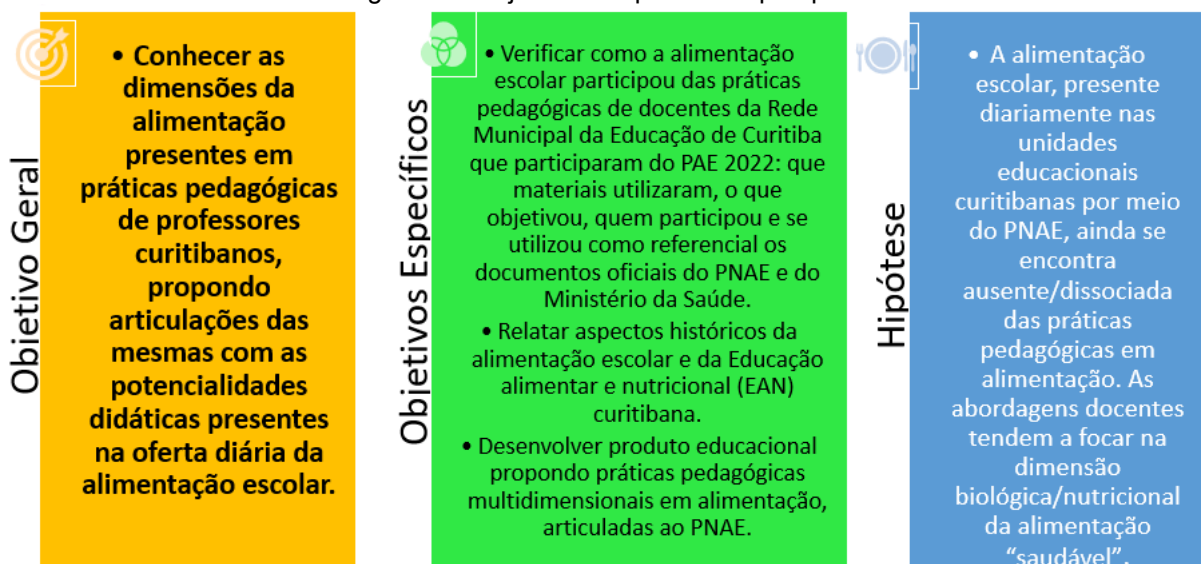 Objetivo Geral
• Conhecer as
dimensões da
alimentação
presentes em
práticas pedagógicas
de professores
curitibanos,
propondo
articulações das
mesmas com as
potencialidades
didáticas presentes
na oferta diária da
alimentação escolar.
Objetivos Específicos
• Verificar como a alimentação
escolar participou das práticas
pedagógicas de docentes da Rede
Municipal da Educação de Curitiba
que participaram do PAE 2022: que
materiais utilizaram, o que
objetivou, quem participou e se
utilizou como referencial os
documentos oficiais do PNAE e do
Ministério da Saúde.
• Relatar aspectos históricos da
alimentação escolar e da Educação
alimentar e nutricional (EAN)
curitibana.
• Desenvolver produto educacional
propondo práticas pedagógicas
multidimensionais em alimentação,
articuladas ao PNAE.
Hipótese
• A alimentação
escolar, presente
diariamente nas
unidades
educacionais
curitibanas por meio
do PNAE, ainda se
encontra
ausente/dissociada
das práticas
pedagógicas em
alimentação. As
abordagens docentes
tendem a focar na
dimensão
biológica/nutricional
da alimentação
“saudável”.